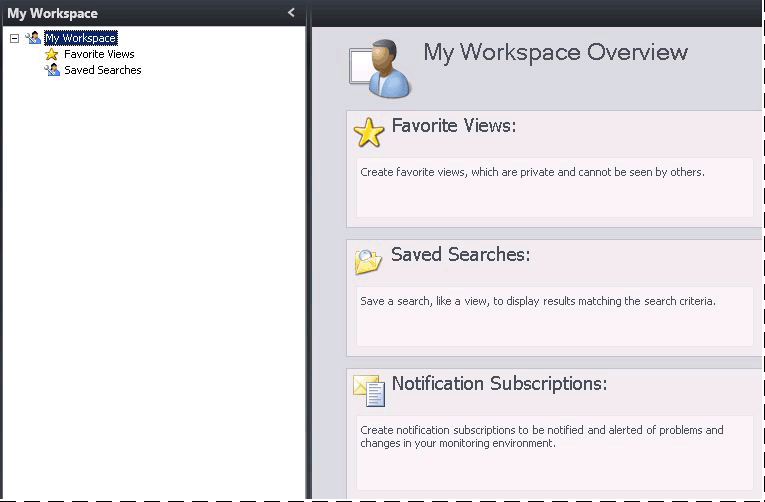 My Workspace
My Workspace
Favorite Views
Saved Searches
My Workspace Overview
Favorite Views:
Create favorite views, which are private and cannot be seen by others.
Saved Searches:
Save a search, like a view, to display results matching the search criteria.
Notification Subscriptions:
Create notification subscriptions to be notified and alerted of problems and
changes in your monitoring environment.